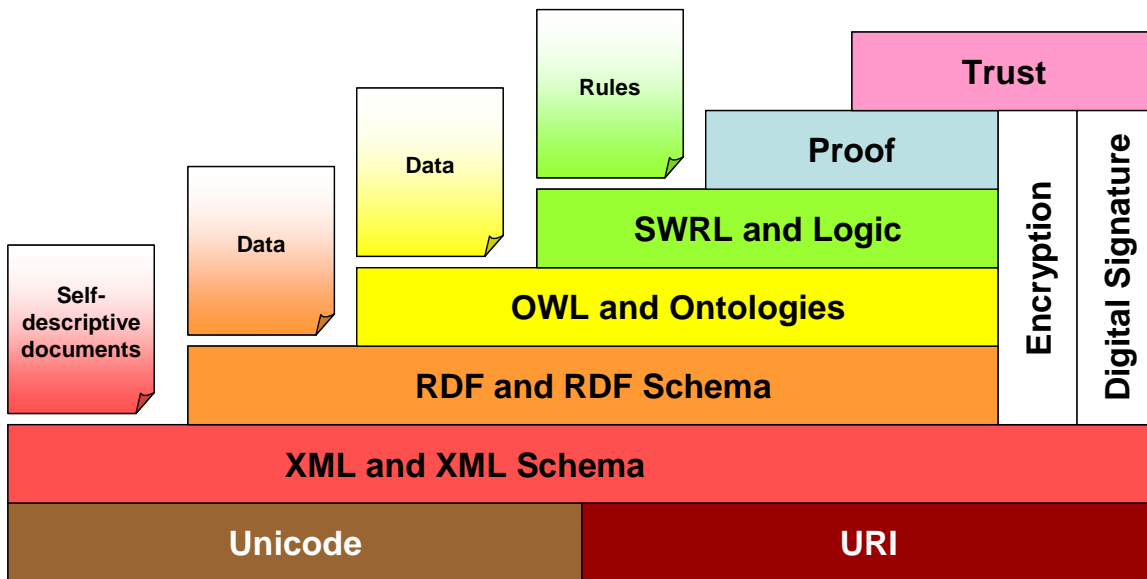 Trust
Rules
Proof
Data
SWRL and Logic
Data
OWL and Ontologies
Encryption
Digital Signature
Self-
descriptive
documents
RDF and RDF Schema
XML and XML Schema
Unicode
URI